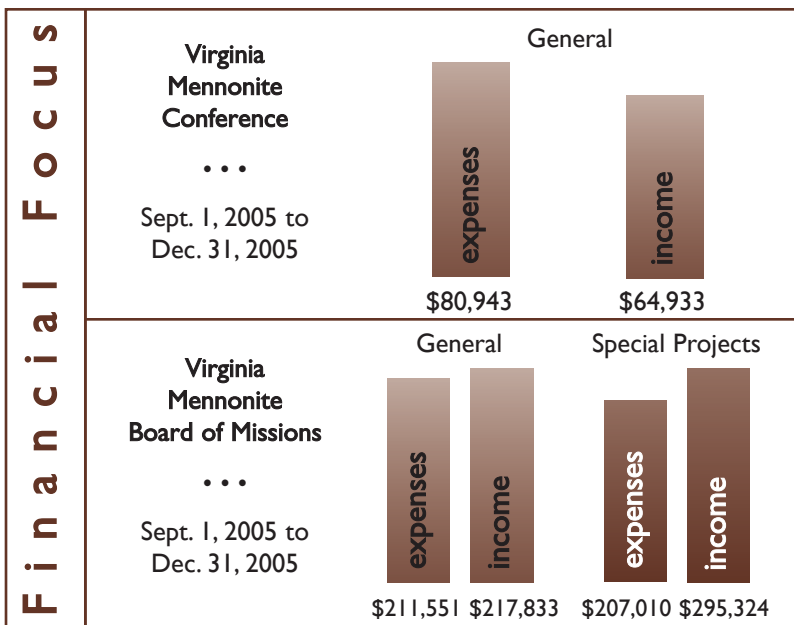 Financial Focus
Virginia
Mennonite
Conference
• • •
Sept. 1, 2005 to
Dec. 31, 2005
General
expenses
income
$80,943 $64,933
Virginia
Mennonite
Board of Missions
• • •
Sept. 1, 2005 to
Dec. 31, 2005
General
expenses
income
$211,551 $217,833
Special Projects
expenses
income
$207,010 $295,324